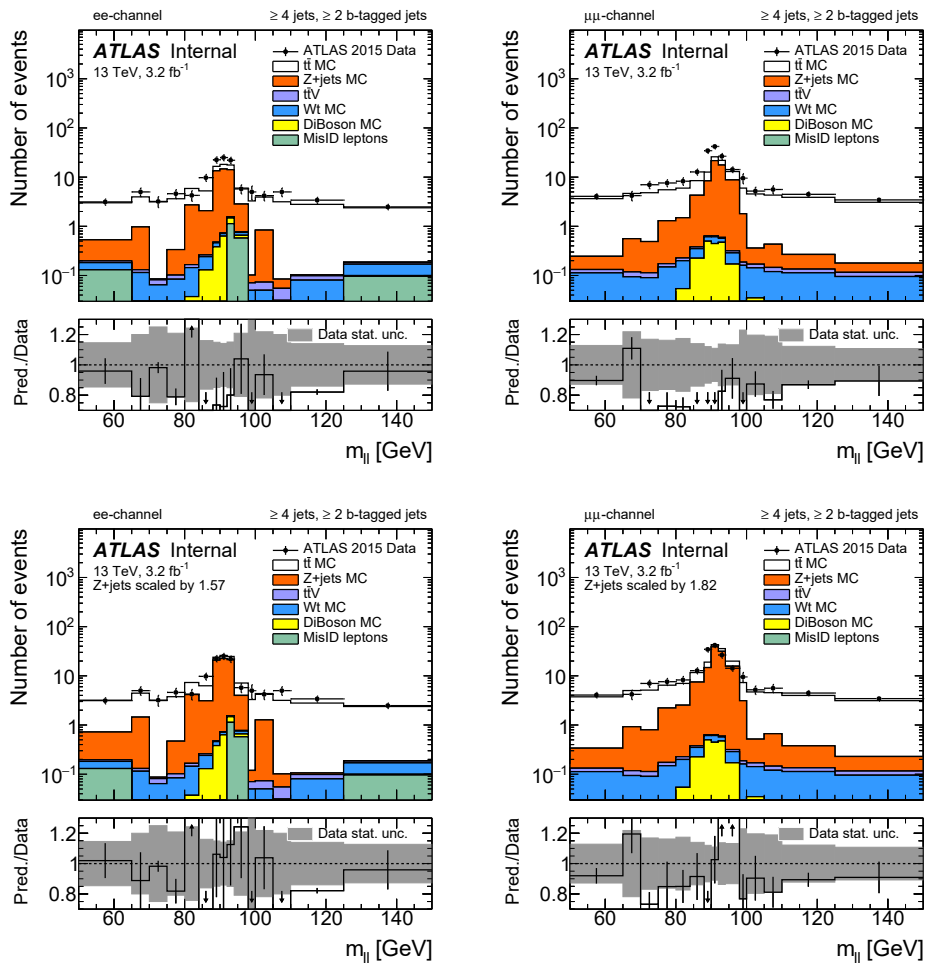 ee-channel ≥ 4 jets, ≥ 2 b-tagged jets
Number of events
10³
10²
10
1
10⁻¹
ATLAS Internal
13 TeV, 3.2 fb⁻¹
ATLAS 2015 Data
tt̄ MC
Z+jets MC
tt̄V
Wt MC
DiBoson MC
MisID leptons
Pred./Data
1.2
1
0.8
Data stat. unc.
60 80 100 120 140
m_ll [GeV]
μμ-channel ≥ 4 jets, ≥ 2 b-tagged jets
Number of events
10³
10²
10
1
10⁻¹
ATLAS Internal
13 TeV, 3.2 fb⁻¹
ATLAS 2015 Data
tt̄ MC
Z+jets MC
tt̄V
Wt MC
DiBoson MC
MisID leptons
Pred./Data
1.2
1
0.8
Data stat. unc.
60 80 100 120 140
m_ll [GeV]
ee-channel ≥ 4 jets, ≥ 2 b-tagged jets
Number of events
10³
10²
10
1
10⁻¹
ATLAS Internal
13 TeV, 3.2 fb⁻¹
Z+jets scaled by 1.57
ATLAS 2015 Data
tt̄ MC
Z+jets MC
tt̄V
Wt MC
DiBoson MC
MisID leptons
Pred./Data
1.2
1
0.8
Data stat. unc.
60 80 100 120 140
m_ll [GeV]
μμ-channel ≥ 4 jets, ≥ 2 b-tagged jets
Number of events
10³
10²
10
1
10⁻¹
ATLAS Internal
13 TeV, 3.2 fb⁻¹
Z+jets scaled by 1.82
ATLAS 2015 Data
tt̄ MC
Z+jets MC
tt̄V
Wt MC
DiBoson MC
MisID leptons
Pred./Data
1.2
1
0.8
Data stat. unc.
60 80 100 120 140
m_ll [GeV]